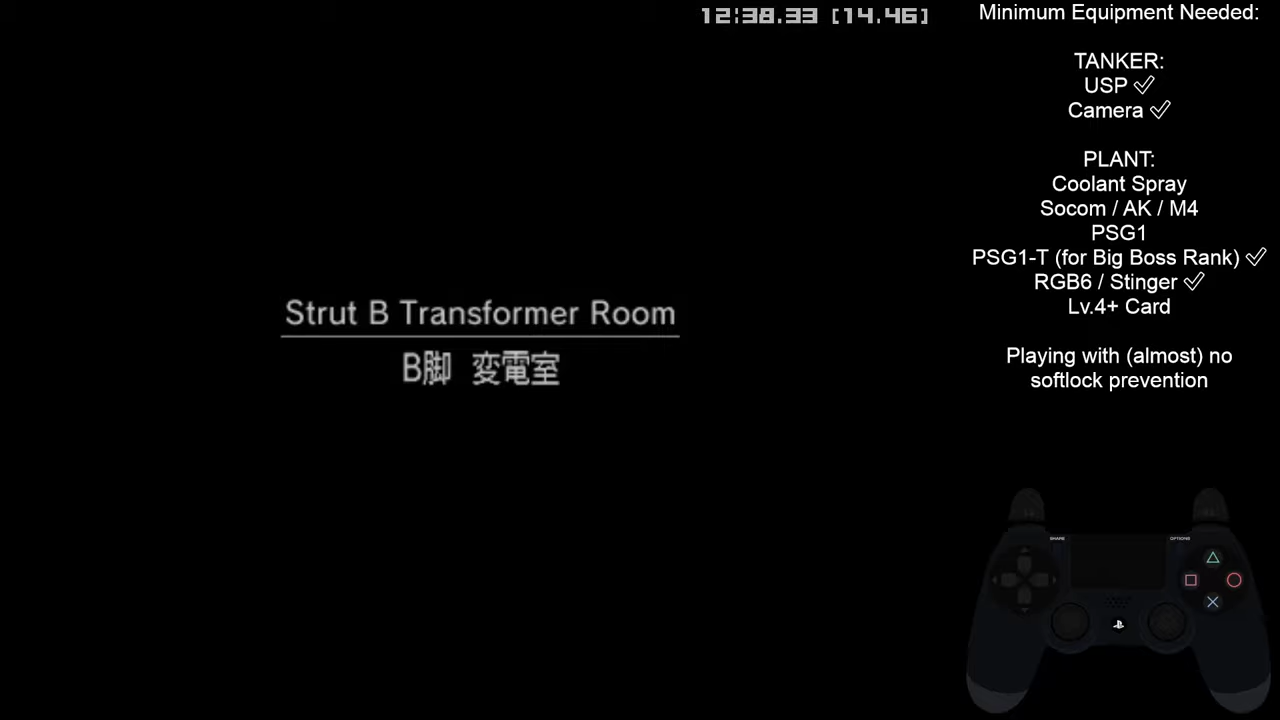 12:38.33 [14.46]
Minimum Equipment Needed:
TANKER:
USP ✓
Camera ✓
PLANT:
Coolant Spray
Socom / AK / M4
PSG1
PSG1-T (for Big Boss Rank) ✓
RGB6 / Stinger ✓
Lv.4+ Card
Playing with (almost) no
softlock prevention
Strut B Transformer Room
B脚 変電室
SHARE
OPTIONS